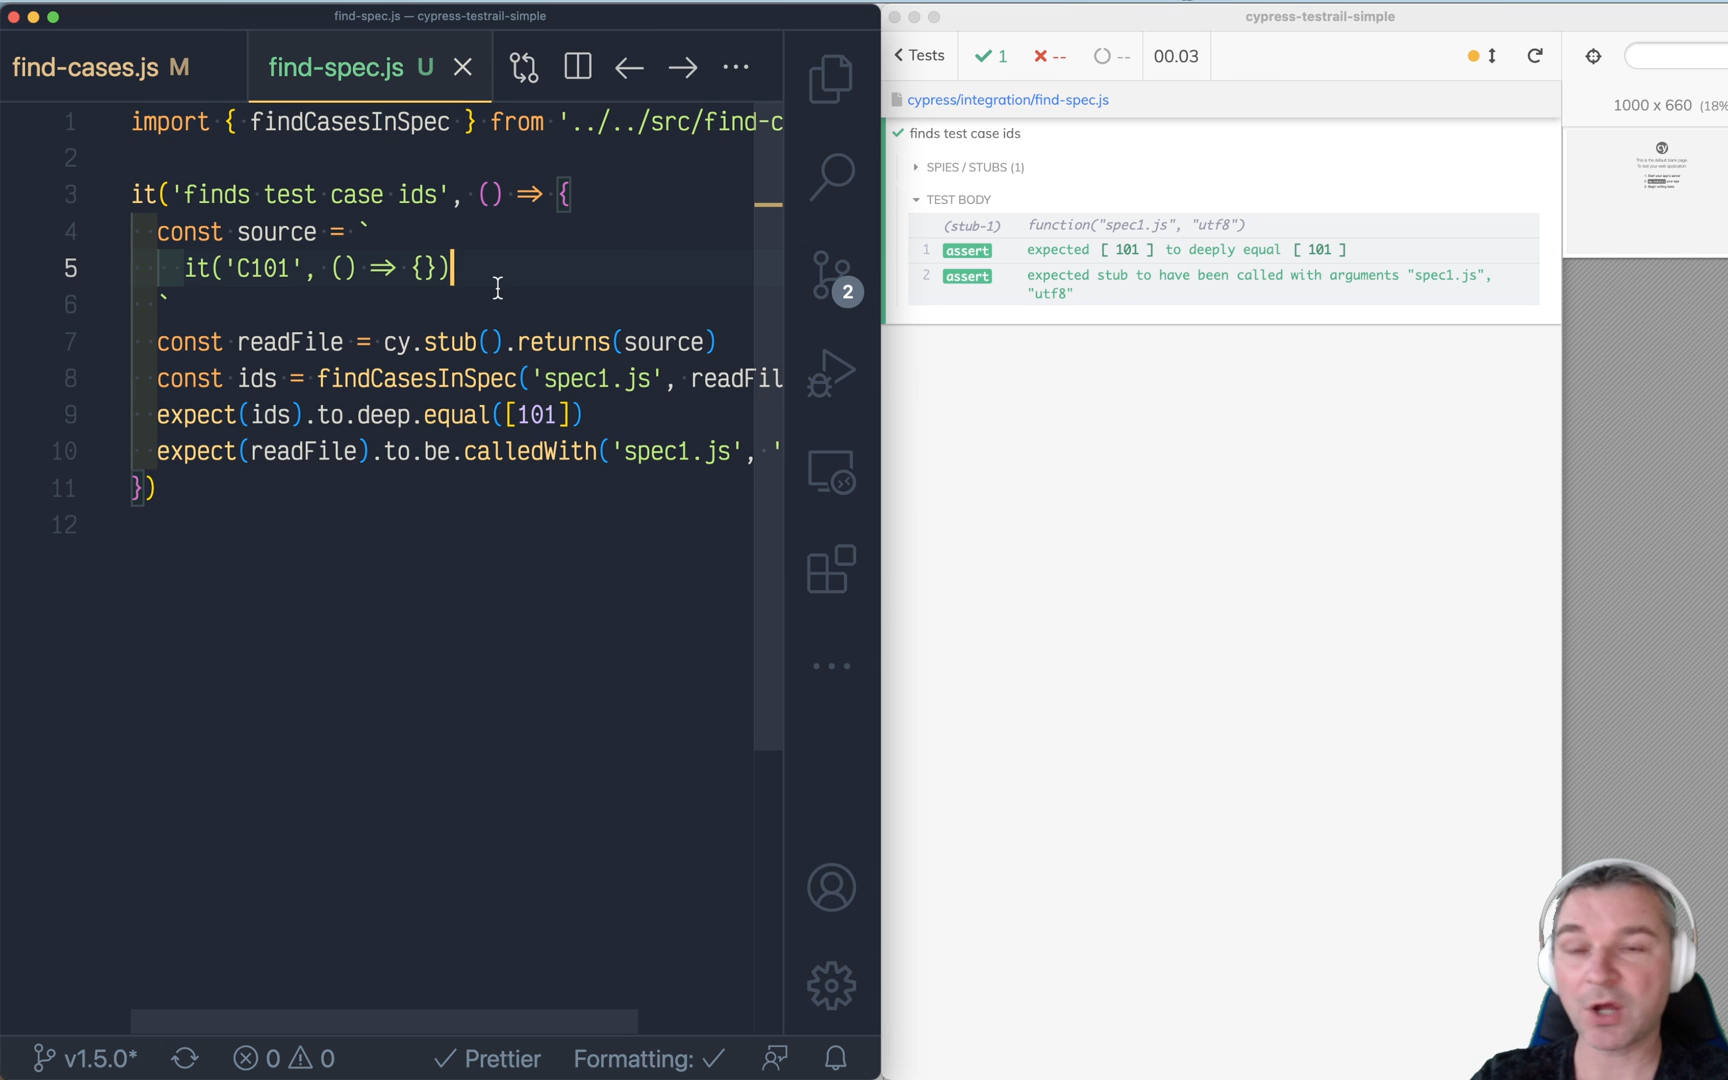 find-spec.js — cypress-testrail-simple
find-cases.js M
find-spec.js U
1 import { findCasesInSpec } from '../../src/find-c
2
3 it('finds test case ids', () => {
4 const source = `
5 it('C101', () => {})
6 `
7 const readFile = cy.stub().returns(source)
8 const ids = findCasesInSpec('spec1.js', readFil
9 expect(ids).to.deep.equal([101])
10 expect(readFile).to.be.calledWith('spec1.js', '
11 })
12
2
v1.5.0*
0
0
Prettier
Formatting:
cypress-testrail-simple
Tests
1
--
--
00.03
1000 x 660 (18%
cypress/integration/find-spec.js
finds test case ids
SPIES / STUBS (1)
TEST BODY
(stub-1) function("spec1.js", "utf8")
1 assert expected [ 101 ] to deeply equal [ 101 ]
2 assert expected stub to have been called with arguments "spec1.js",
"utf8"
cy